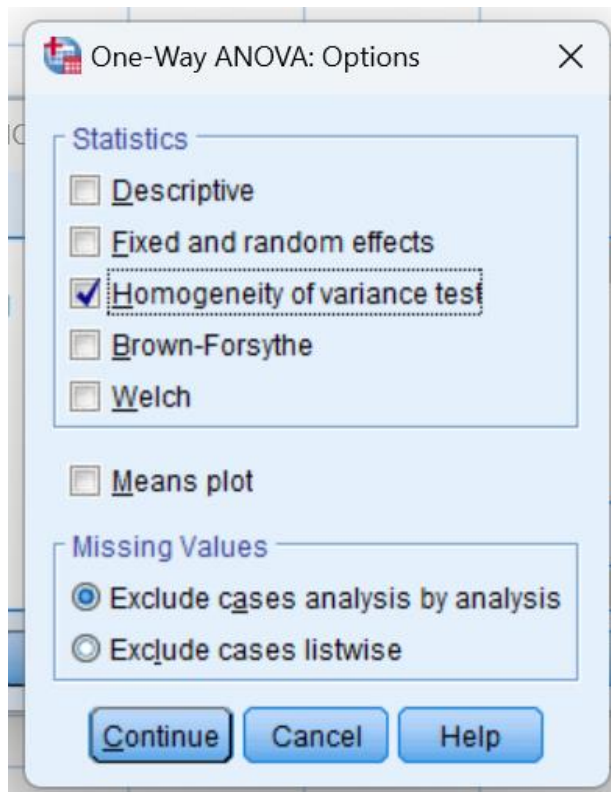 One-Way ANOVA: Options
Statistics
Descriptive
Fixed and random effects
Homogeneity of variance test
Brown-Forsythe
Welch
Means plot
Missing Values
Exclude cases analysis by analysis
Exclude cases listwise
Continue
Cancel
Help